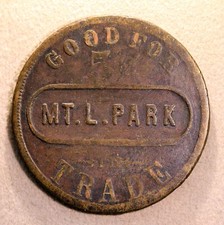 GOOD FOR
5¢
MT. L. PARK
TRADE